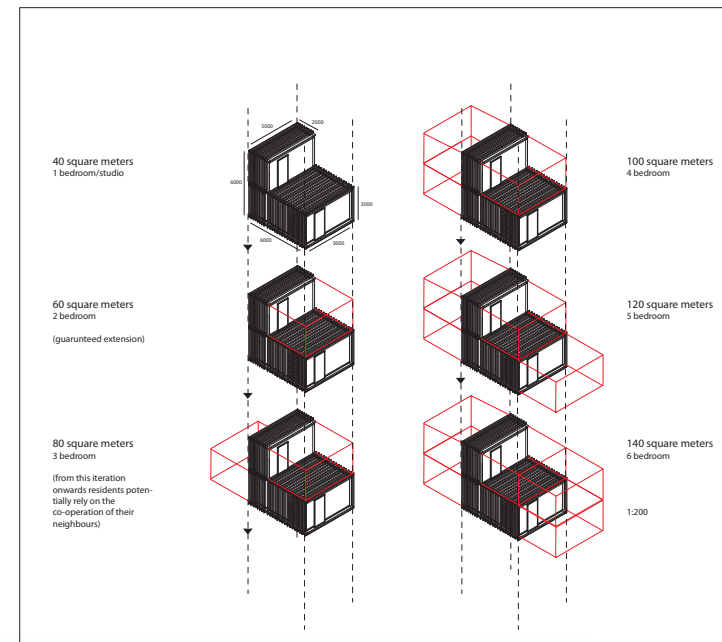 40 square meters
1 bedroom/studio
5000
2000
6000
3000
6000
5000
60 square meters
2 bedroom
(guarunteed extension)
80 square meters
3 bedroom
(from this iteration
onwards residents poten-
tially rely on the
co-operation of their
neighbours)
100 square meters
4 bedroom
120 square meters
5 bedroom
140 square meters
6 bedroom
1:200